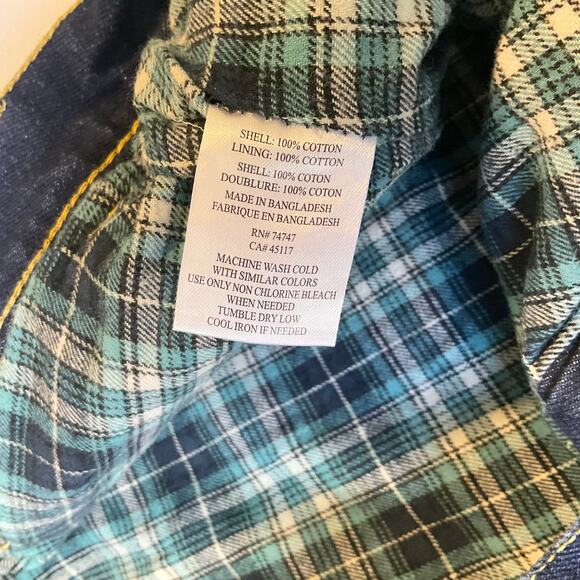 SHELL: 100% COTTON
LINING: 100% COTTON
SHELL: 100% COTON
DOUBLURE: 100% COTON
MADE IN BANGLADESH
FABRIQUE EN BANGLADESH
RN# 74747
CA# 45117
MACHINE WASH COLD
WITH SIMILAR COLORS
USE ONLY NON CHLORINE BLEACH
WHEN NEEDED
TUMBLE DRY LOW
COOL IRON IF NEEDED